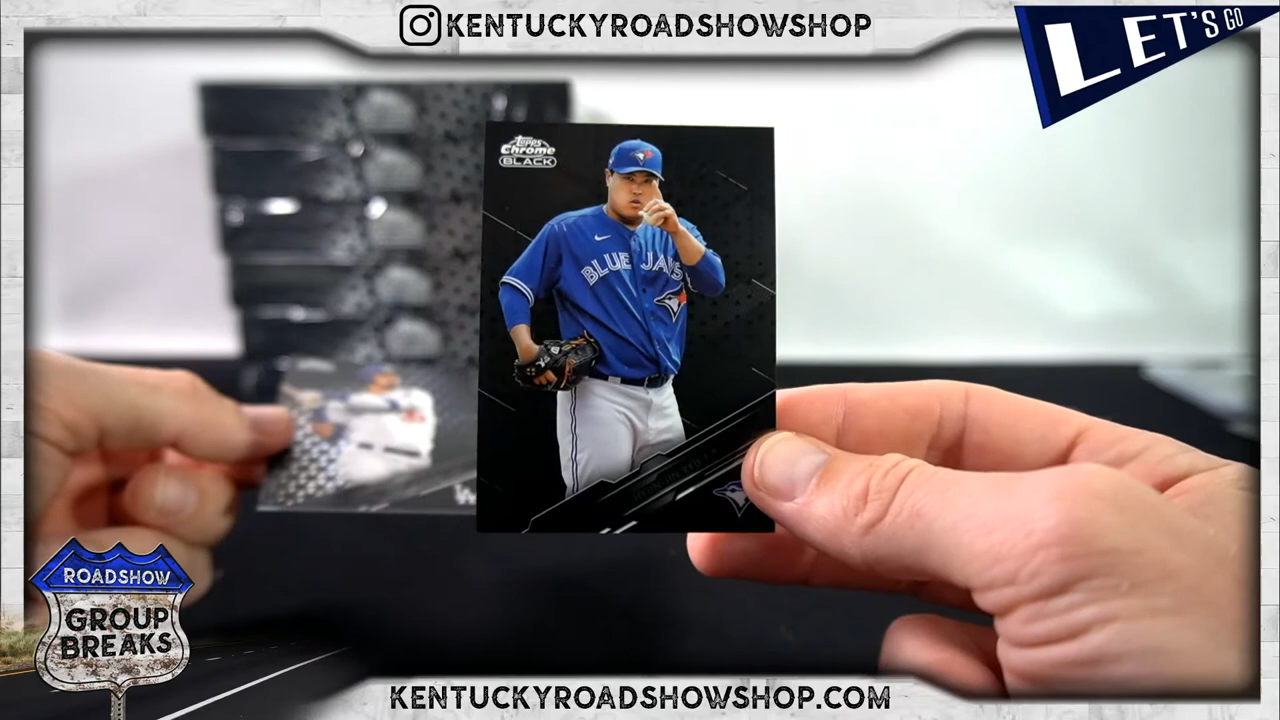 KENTUCKYROADSHOWSHOP
LET'S GO
Topps
Chrome
BLACK
BLUE JAYS
ROADSHOW
GROUP
BREAKS
KENTUCKYROADSHOWSHOP.COM